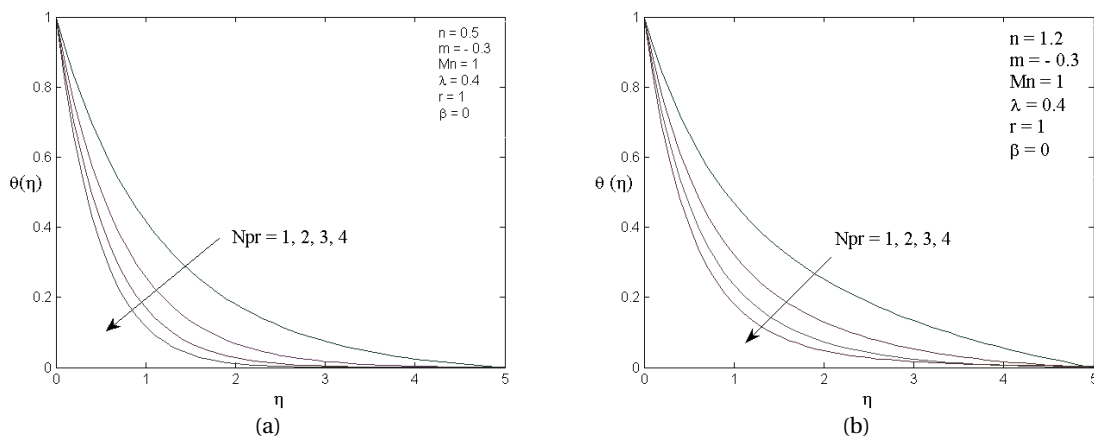 1
n = 0.5
m = - 0.3
Mn = 1
λ = 0.4
r = 1
β = 0
0.8
0.6
θ(η)
0.4
Npr = 1, 2, 3, 4
0.2
0
0 1 2 3 4 5
η
(a)
1
n = 1.2
m = - 0.3
Mn = 1
λ = 0.4
r = 1
β = 0
0.8
0.6
θ (η)
0.4
Npr = 1, 2, 3, 4
0.2
0
0 1 2 3 4 5
η
(b)